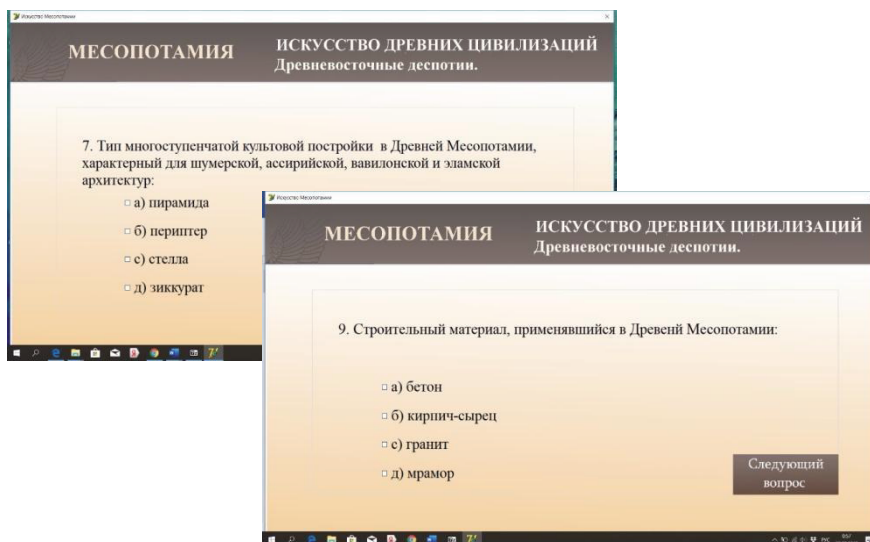 Искусство Месопотамии
МЕСОПОТАМИЯ
ИСКУССТВО ДРЕВНИХ ЦИВИЛИЗАЦИЙ
Древневосточные деспотии.
7. Тип многоступенчатой культовой постройки в Древней Месопотамии,
характерный для шумерской, ассирийской, вавилонской и эламской
архитектур:
а) пирамида
б) периптер
с) стелла
д) зиккурат
Искусство Месопотамии
МЕСОПОТАМИЯ
ИСКУССТВО ДРЕВНИХ ЦИВИЛИЗАЦИЙ
Древневосточные деспотии.
9. Строительный материал, применявшийся в Древенй Месопотамии:
а) бетон
б) кирпич-сырец
с) гранит
д) мрамор
Следующий
вопрос